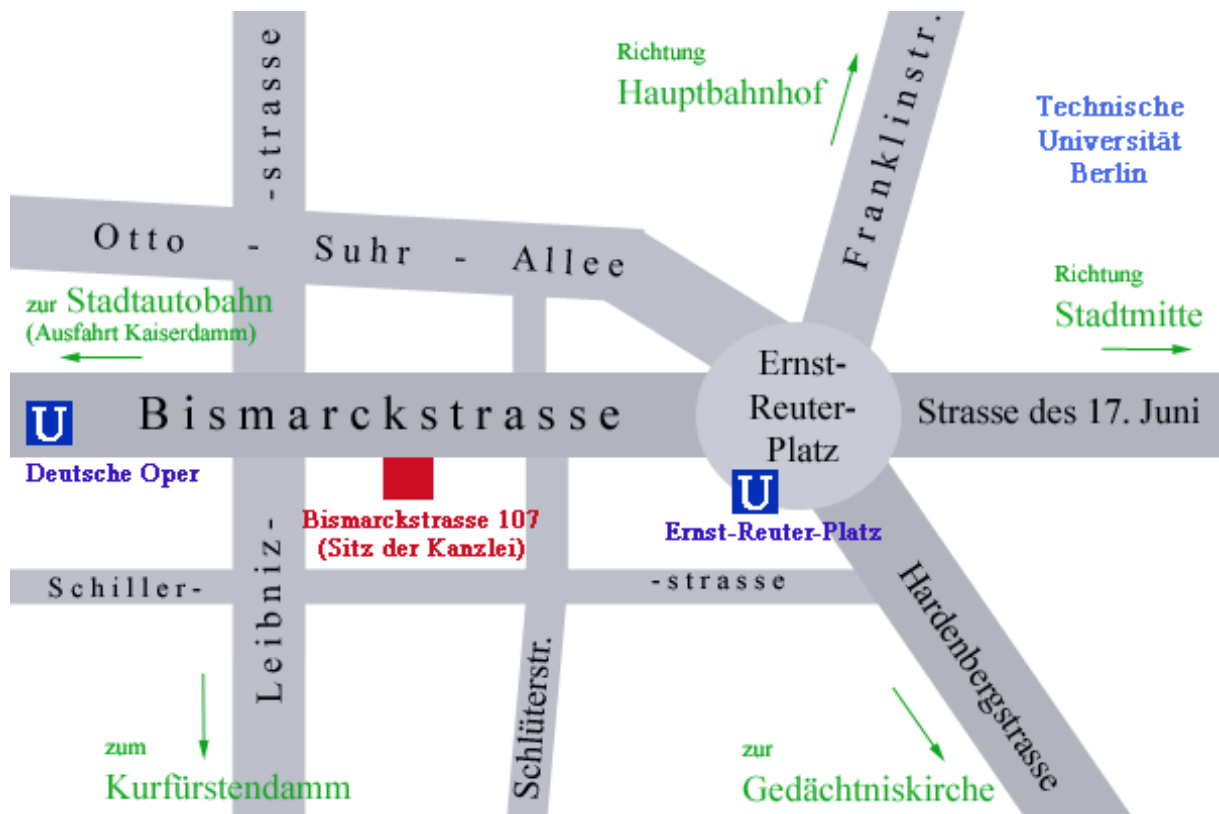 -strasse
Richtung
Hauptbahnhof
Franklinstr.
Technische
Universität
Berlin
Otto - Suhr - Allee
zur Stadtautobahn
(Ausfahrt Kaiserdamm)
Richtung
Stadtmitte
U
Bismarckstrasse
Ernst-
Reuter-
Platz
Strasse des 17. Juni
Deutsche Oper
U
Ernst-Reuter-Platz
Bismarckstrasse 107
(Sitz der Kanzlei)
Schiller-
-strasse
Leibniz-
Schlüterstr.
Hardenbergstrasse
zum
Kurfürstendamm
zur
Gedächtniskirche